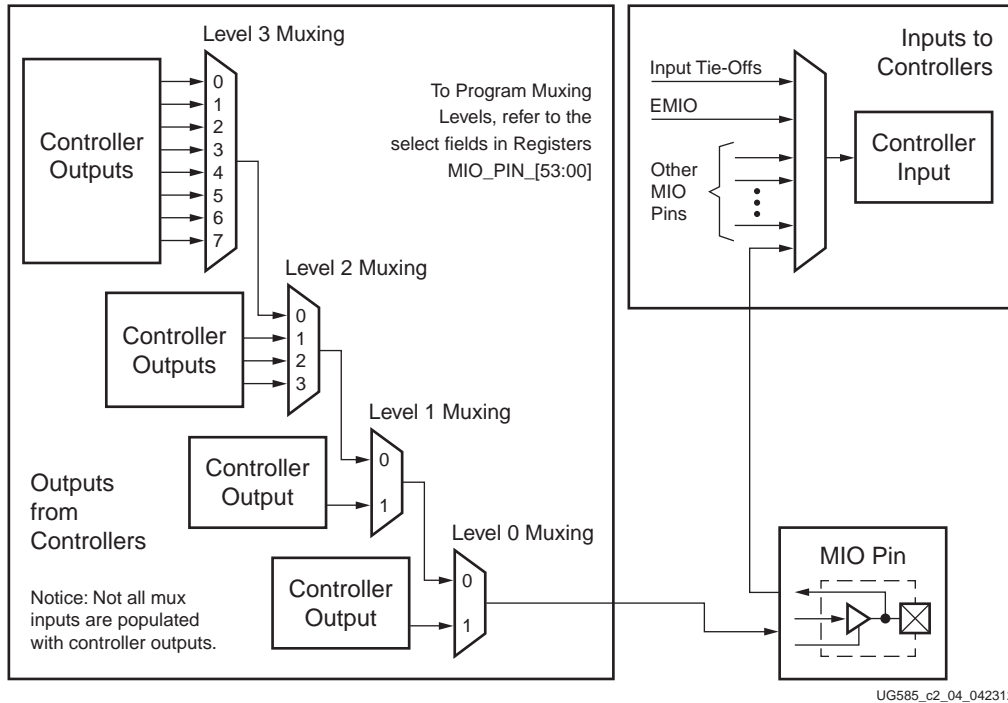 Level 3 Muxing
Controller
Outputs
0
1
2
3
4
5
6
7
To Program Muxing
Levels, refer to the
select fields in Registers
MIO_PIN_[53:00]
Level 2 Muxing
Controller
Outputs
0
1
2
3
Level 1 Muxing
Controller
Output
0
1
Level 0 Muxing
Controller
Output
0
1
Outputs
from
Controllers
Notice: Not all mux
inputs are populated
with controller outputs.
Inputs to
Controllers
Input Tie-Offs
EMIO
Other
MIO
Pins
Controller
Input
MIO Pin